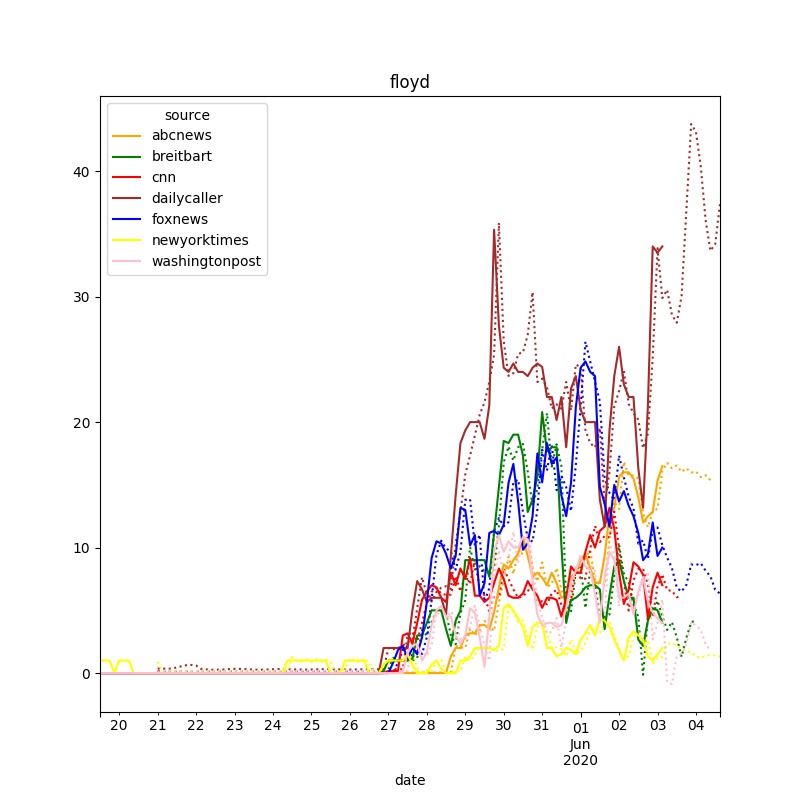 floyd
source
abcnews
breitbart
cnn
dailycaller
foxnews
newyorktimes
washingtonpost
40
30
20
10
0
20 21 22 23 24 25 26 27 28 29 30 31 01 02 03 04
Jun
2020
date